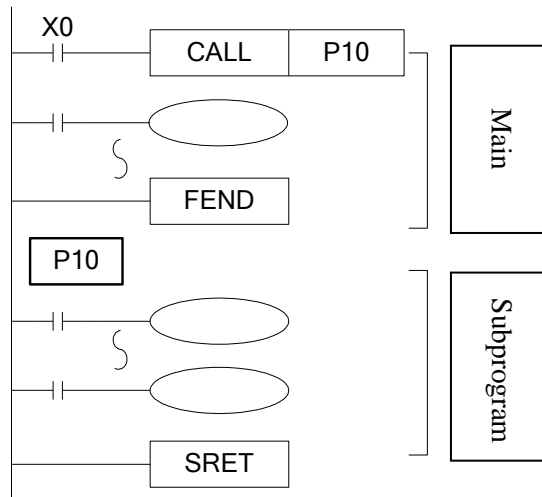 X0
CALL P10
Main
FEND
P10
Subprogram
SRET